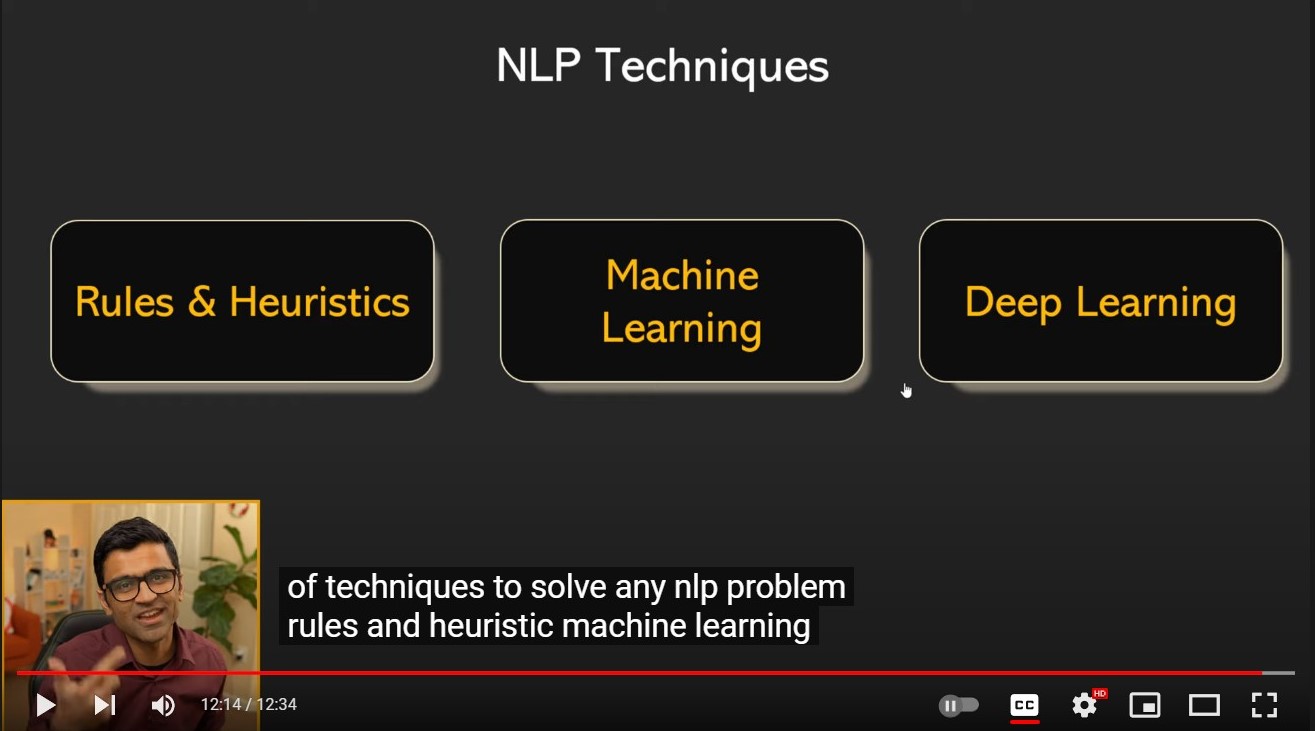 NLP Techniques
Rules & Heuristics
Machine
Learning
Deep Learning
of techniques to solve any nlp problem
rules and heuristic machine learning
12:14 / 12:34
CC
HD